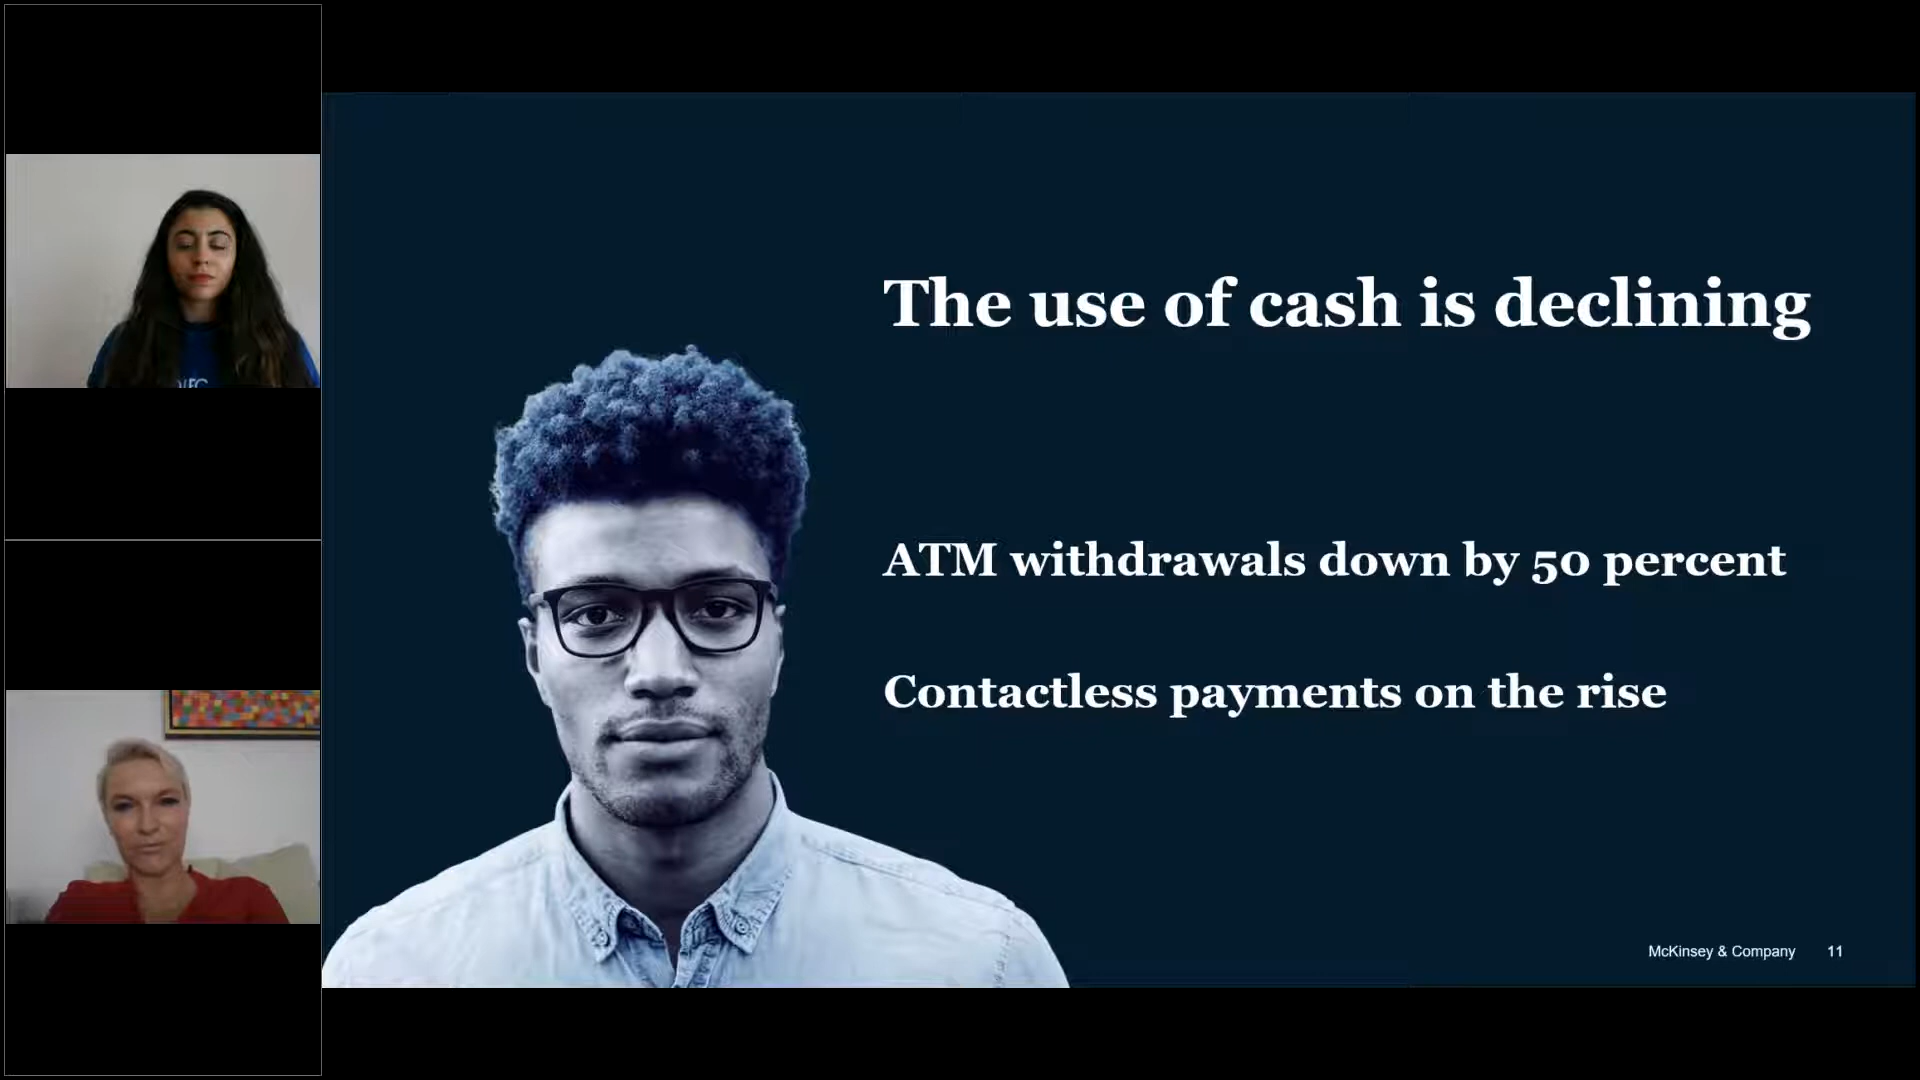 The use of cash is declining
ATM withdrawals down by 50 percent
Contactless payments on the rise
McKinsey & Company 11